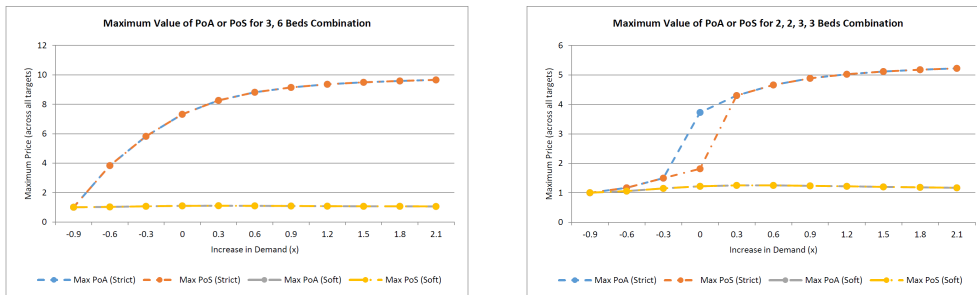 Maximum Value of PoA or PoS for 3, 6 Beds Combination
Maximum Price (across all targets)
12
10
8
6
4
2
0
-0.9 -0.6 -0.3 0 0.3 0.6 0.9 1.2 1.5 1.8 2.1
Increase in Demand (x)
Max PoA (Strict) Max PoS (Strict) Max PoA (Soft) Max PoS (Soft)
Maximum Value of PoA or PoS for 2, 2, 3, 3 Beds Combination
Maximum Price (across all targets)
6
5
4
3
2
1
0
-0.9 -0.6 -0.3 0 0.3 0.6 0.9 1.2 1.5 1.8 2.1
Increase in Demand (x)
Max PoA (Strict) Max PoS (Strict) Max PoA (Soft) Max PoS (Soft)